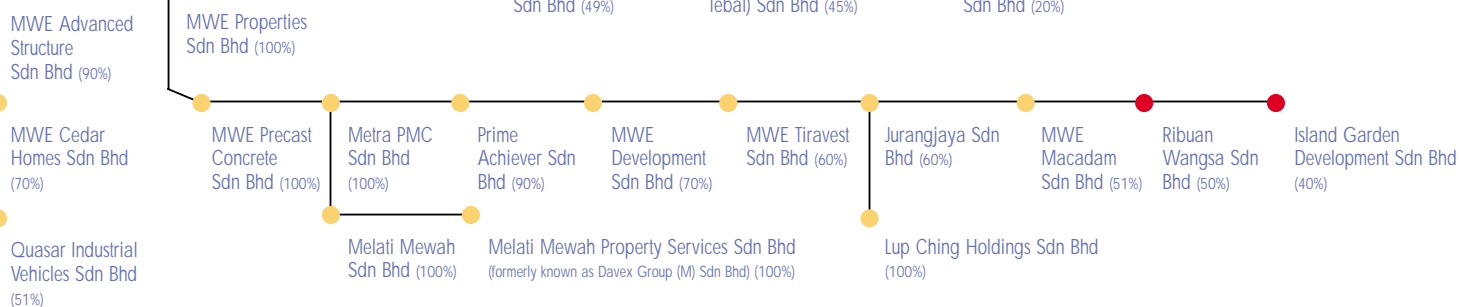 Sdn Bhd (49%)
Tebal) Sdn Bhd (45%)
Sdn Bhd (20%)
MWE Advanced
Structure
Sdn Bhd (90%)
MWE Properties
Sdn Bhd (100%)
MWE Cedar
Homes Sdn Bhd
(70%)
MWE Precast
Concrete
Sdn Bhd (100%)
Metra PMC
Sdn Bhd
(100%)
Prime
Achiever Sdn
Bhd (90%)
MWE
Development
Sdn Bhd (70%)
MWE Tiravest
Sdn Bhd (60%)
Jurangjaya Sdn
Bhd (60%)
MWE
Macadam
Sdn Bhd (51%)
Ribuan
Wangsa Sdn
Bhd (50%)
Island Garden
Development Sdn Bhd
(40%)
Quasar Industrial
Vehicles Sdn Bhd
(51%)
Melati Mewah
Sdn Bhd (100%)
Melati Mewah Property Services Sdn Bhd
(formerly known as Davex Group (M) Sdn Bhd) (100%)
Lup Ching Holdings Sdn Bhd
(100%)